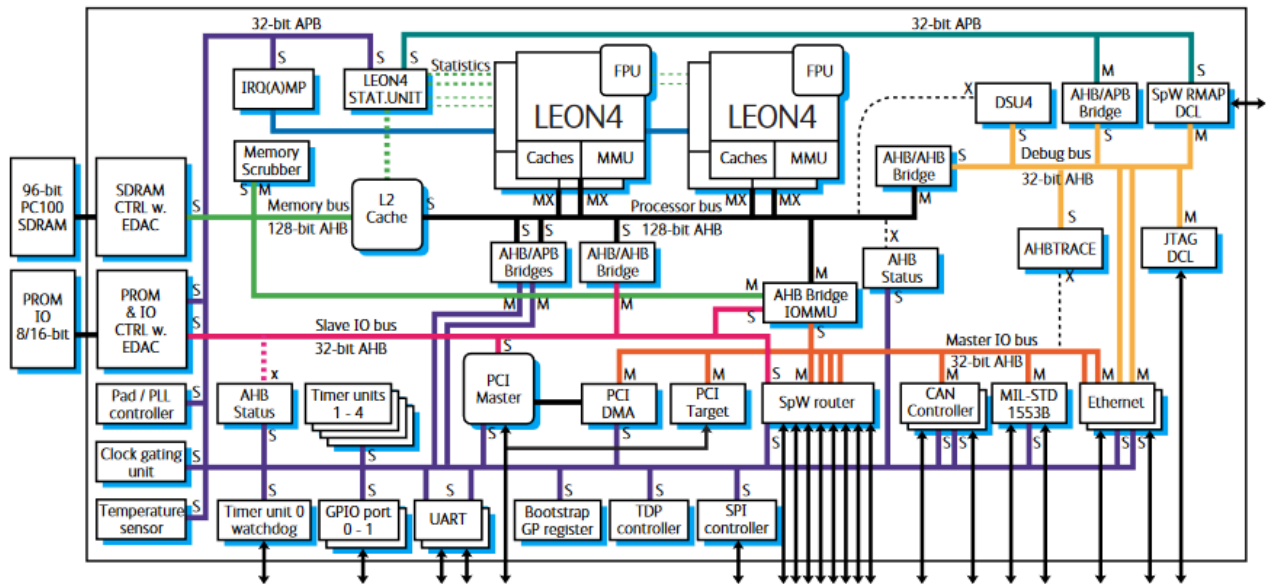 32-bit APB
32-bit APB
S
S
S
Statistics
FPU
FPU
M
S
IRQ(A)MP
LEON4
STAT.UNIT
LEON4
LEON4
X
DSU4
AHB/APB
Bridge
SpW RMAP
DCL
S
S
M
Memory
Scrubber
S
M
Caches
MMU
Caches
MMU
AHB/AHB
Bridge
S
M
Debug bus
32-bit AHB
96-bit
PC100
SDRAM
SDRAM
CTRL w.
EDAC
S
Memory bus
128-bit AHB
L2
Cache
S
MX
MX
MX
MX
Processor bus
128-bit AHB
S
S
S
X
S
M
AHB/APB
Bridges
AHB/AHB
Bridge
AHB
Status
S
AHBTRACE
X
JTAG
DCL
M
M
M
M
M
AHB Bridge
IOMMU
S
S
PROM
IO
8/16-bit
PROM
& IO
CTRL w.
EDAC
S
S
Slave IO bus
32-bit AHB
Master IO bus
32-bit AHB
x
S
M
M
S
M
M
M
M
Pad / PLL
controller
S
AHB
Status
S
Timer units
1 - 4
S
PCI
Master
S
PCI
DMA
S
PCI
Target
SpW router
S
CAN
Controller
S
S
MIL-STD
1553B
S
Ethernet
S
S
Clock gating
unit
S
Temperature
sensor
S
S
S
S
S
S
S
Timer unit 0
watchdog
GPIO port
0 - 1
UART
Bootstrap
GP register
TDP
controller
SPI
controller